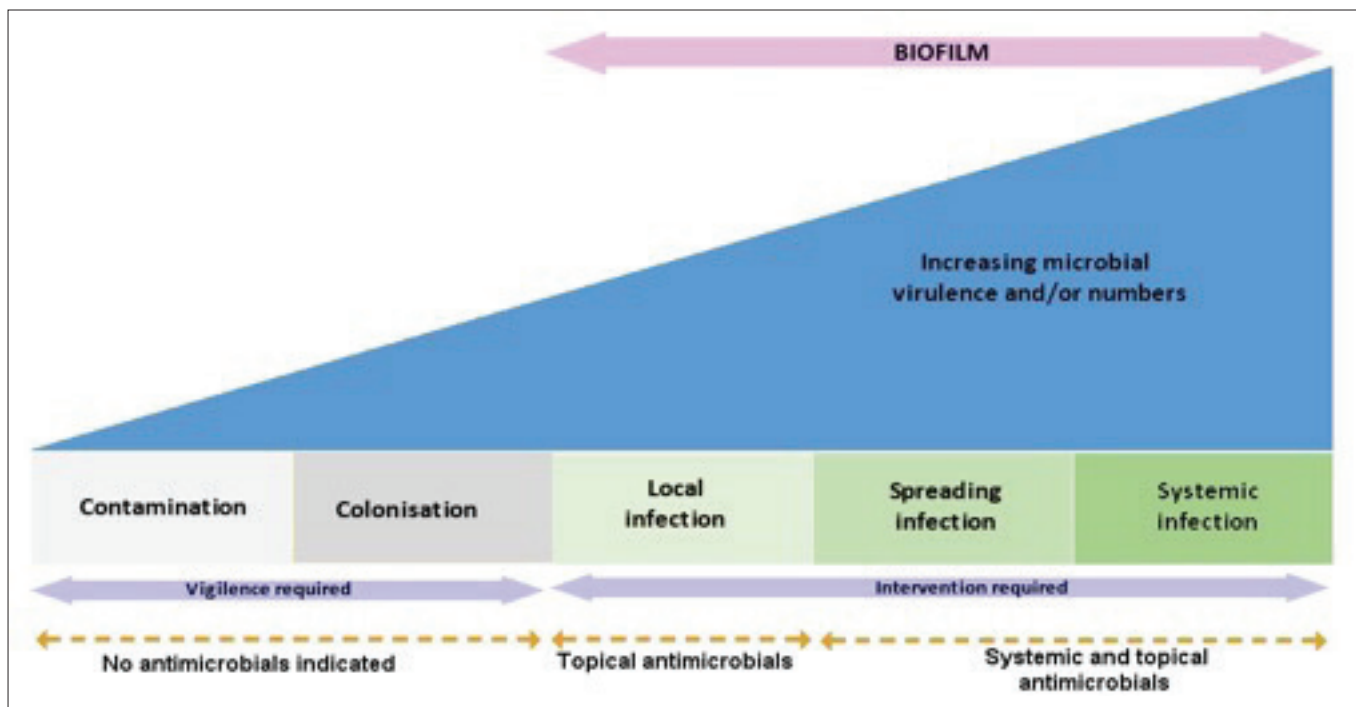 BIOFILM
Increasing microbial
virulence and/or numbers
Contamination
Colonisation
Local
infection
Spreading
infection
Systemic
infection
Vigilence required
Intervention required
No antimicrobials indicated
Topical antimicrobials
Systemic and topical
antimicrobials